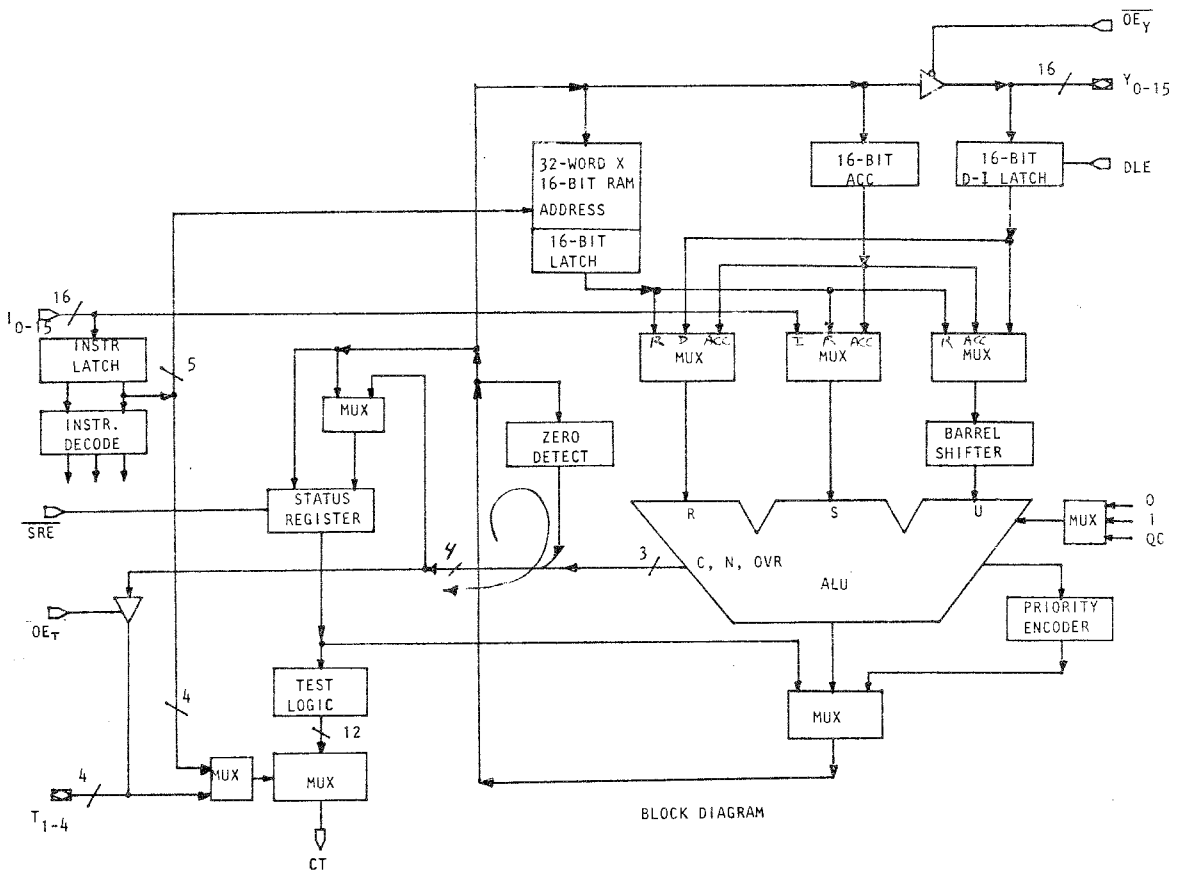 OE_Y
16
Y_0-15
32-WORD X
16-BIT RAM
ADDRESS
16-BIT
LATCH
16-BIT
ACC
16-BIT
D-I LATCH
DLE
I_0-15
16
INSTR
LATCH
5
INSTR.
DECODE
MUX
R D ACC
MUX
I R ACC
MUX
R ACC
MUX
ZERO
DETECT
BARREL
SHIFTER
STATUS
REGISTER
SRE
R
S
U
MUX
0
1
QC
4
3
C, N, OVR
ALU
OE_T
PRIORITY
ENCODER
TEST
LOGIC
4
12
MUX
MUX
MUX
4
T_1-4
CT
BLOCK DIAGRAM